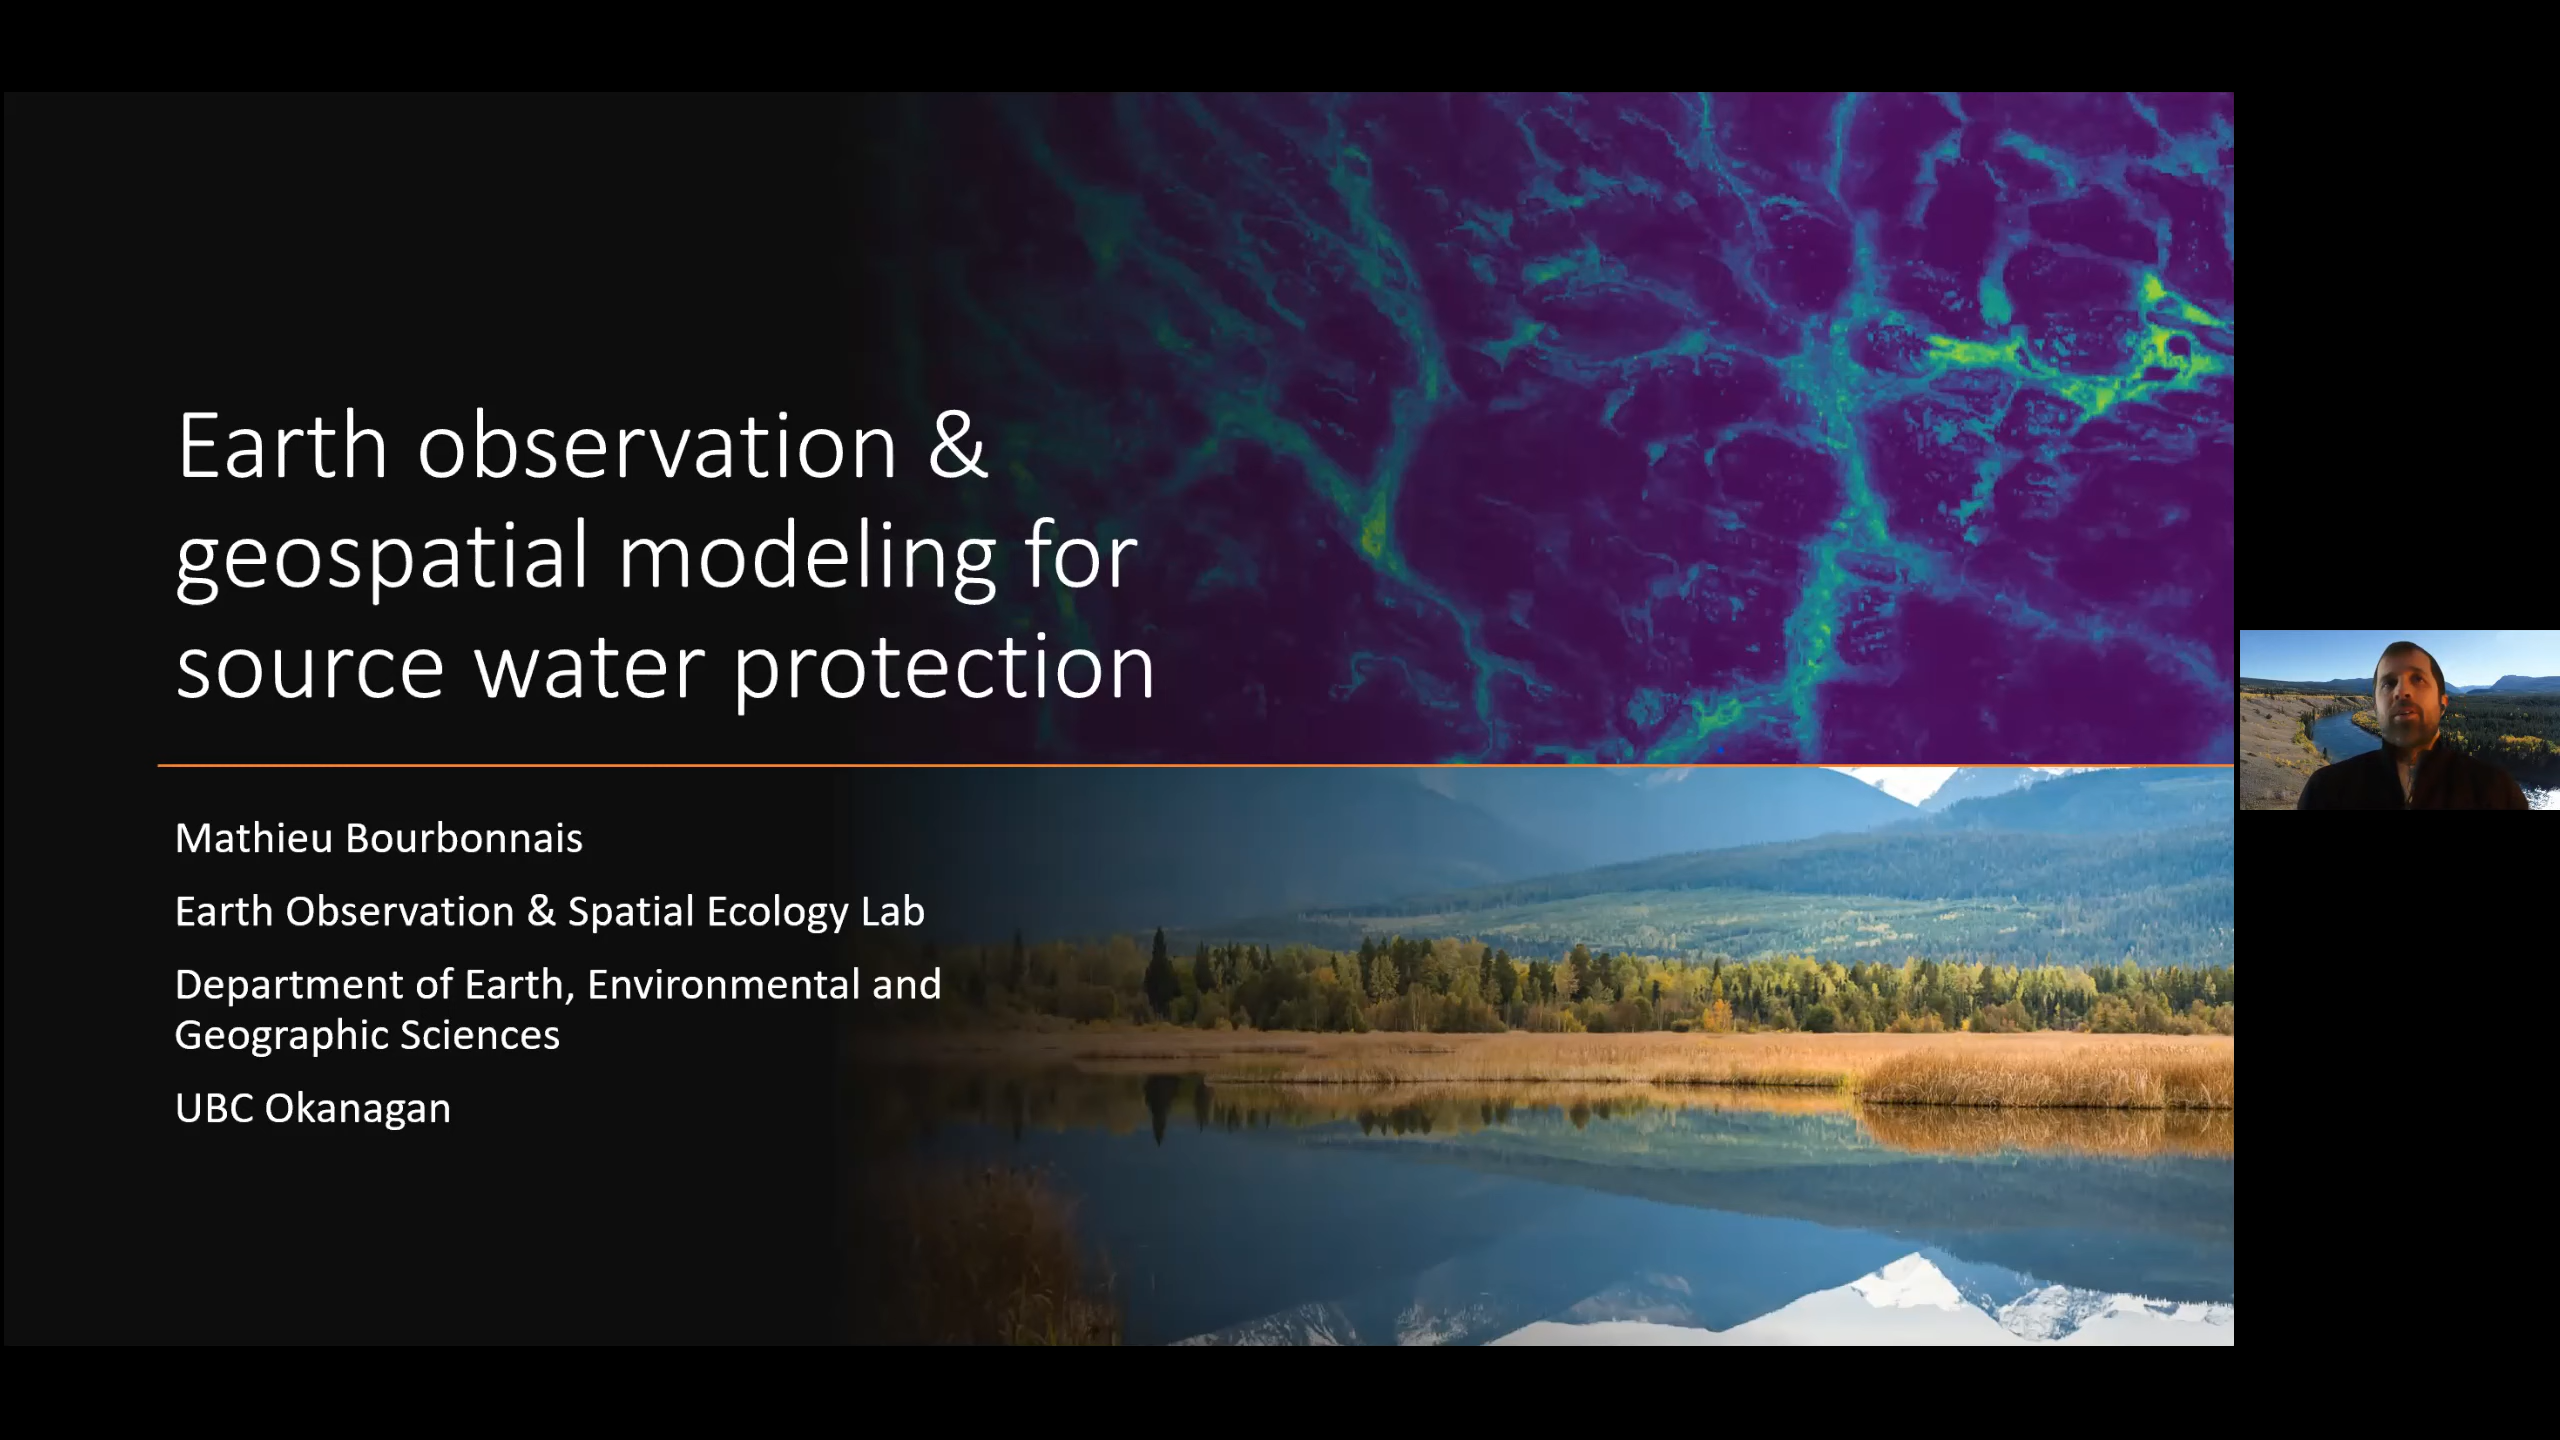 Earth observation &
geospatial modeling for
source water protection
Mathieu Bourbonnais
Earth Observation & Spatial Ecology Lab
Department of Earth, Environmental and
Geographic Sciences
UBC Okanagan